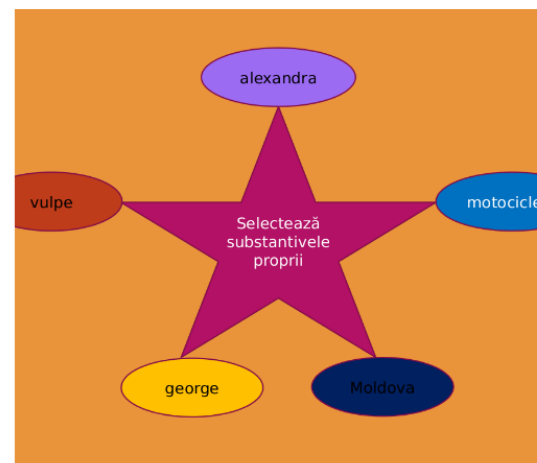 alexandra
vulpe
motocicle
Selectează
substantivele
proprii
george
Moldova